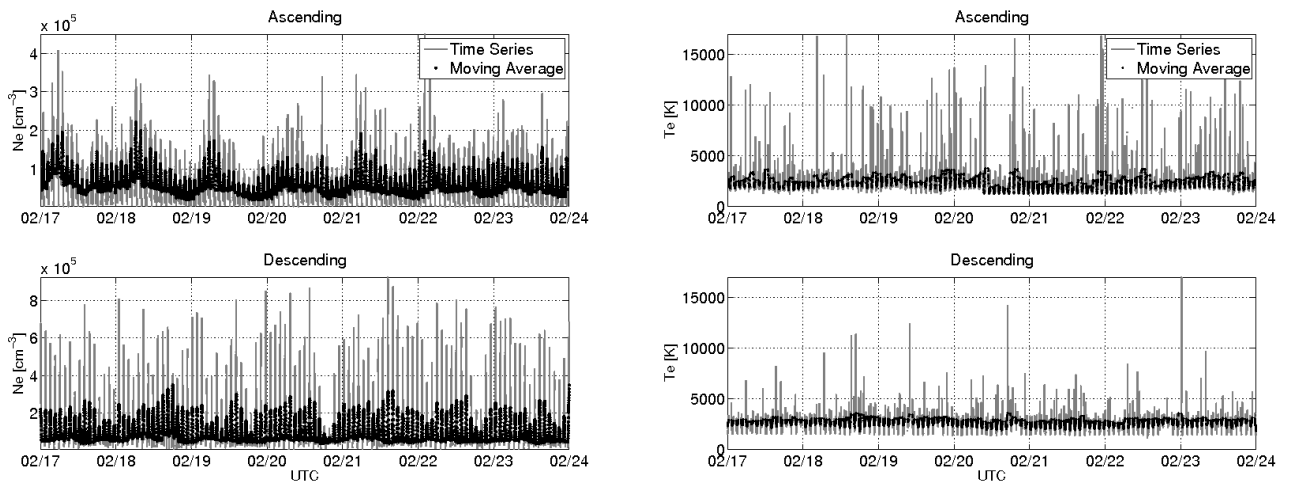 Ascending
x 10^5
4
3
2
1
Ne [cm^-3]
Time Series
Moving Average
02/17 02/18 02/19 02/20 02/21 02/22 02/23 02/24
Ascending
15000
10000
5000
0
Te [K]
Time Series
Moving Average
02/17 02/18 02/19 02/20 02/21 02/22 02/23 02/24
Descending
x 10^5
8
6
4
2
Ne [cm^-3]
02/17 02/18 02/19 02/20 02/21 02/22 02/23 02/24
UTC
Descending
15000
10000
5000
0
Te [K]
02/17 02/18 02/19 02/20 02/21 02/22 02/23 02/24
UTC